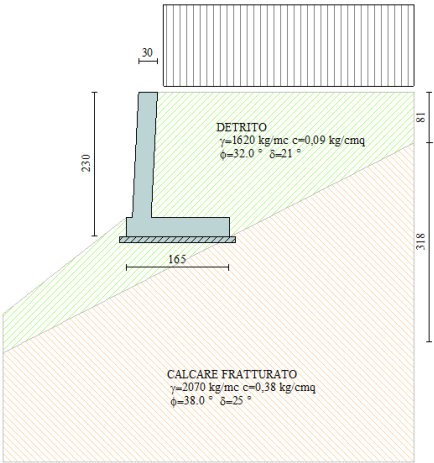 30
81
DETRITO
γ=1620 kg/mc c=0,09 kg/cmq
ϕ=32.0 ° δ=21 °
230
318
165
CALCARE FRATTURATO
γ=2070 kg/mc c=0,38 kg/cmq
ϕ=38.0 ° δ=25 °